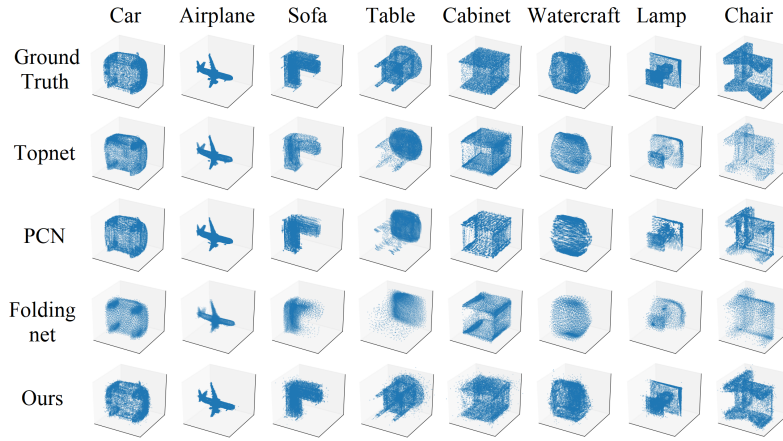 Car Airplane Sofa Table Cabinet Watercraft Lamp Chair
Ground
Truth
Topnet
PCN
Folding
net
Ours